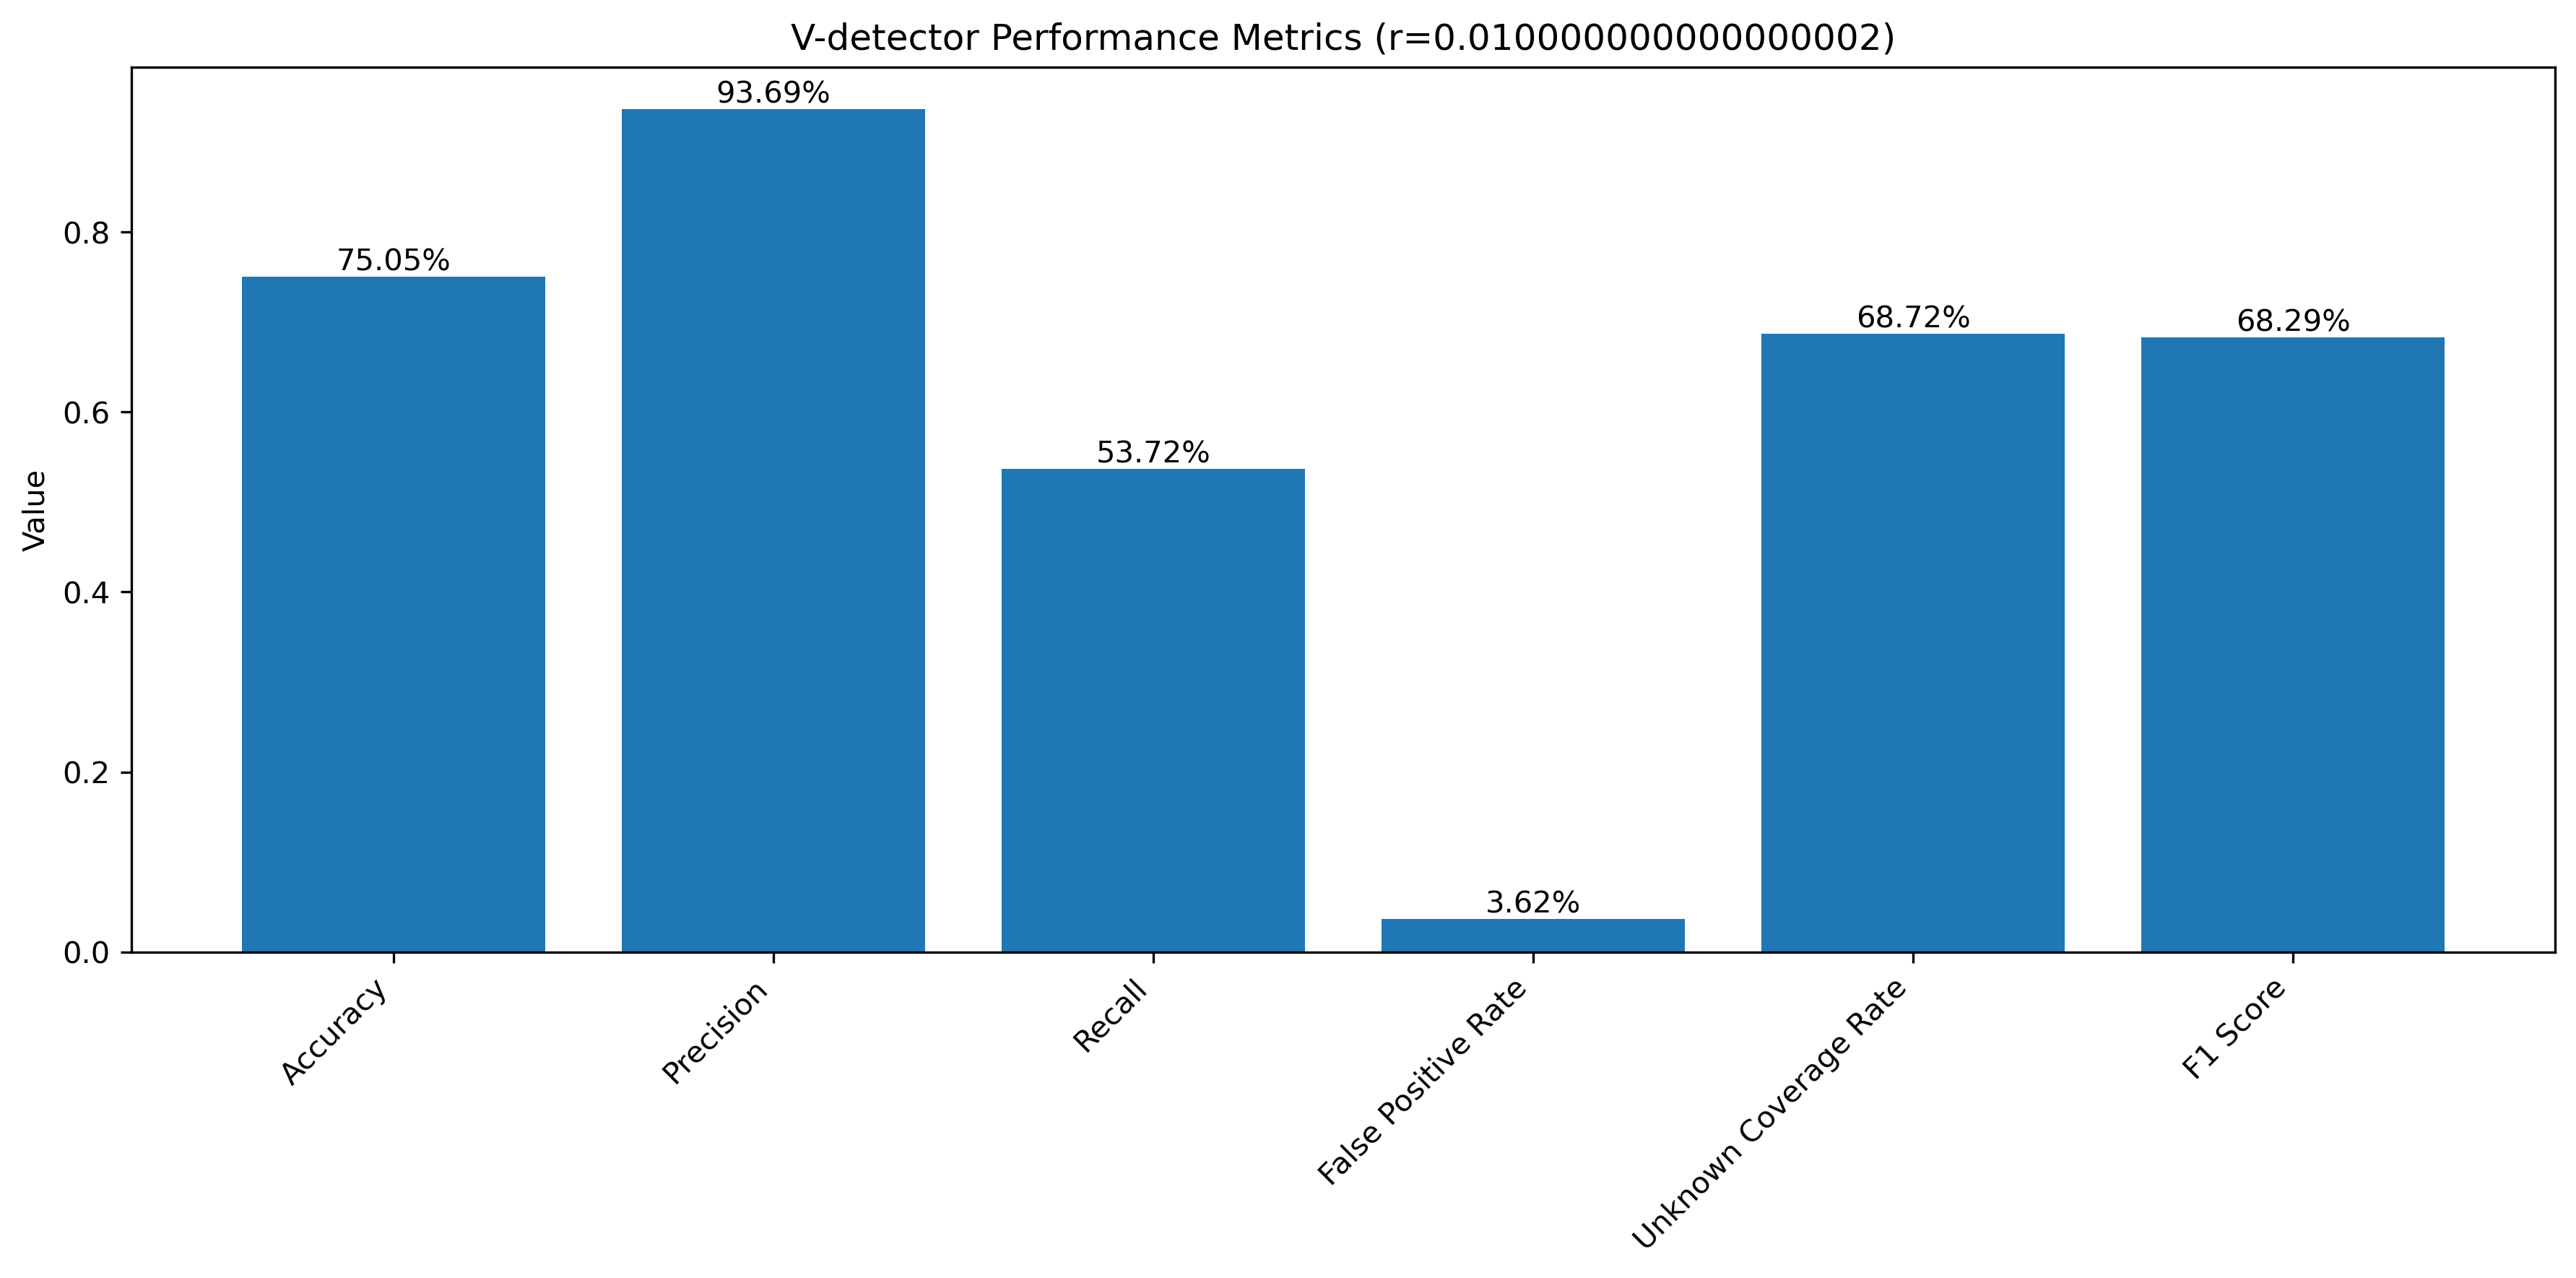 V-detector Performance Metrics (r=0.010000000000000002)
Value
0.8
0.6
0.4
0.2
0.0
75.05%
93.69%
53.72%
3.62%
68.72%
68.29%
Accuracy
Precision
Recall
False Positive Rate
Unknown Coverage Rate
F1 Score